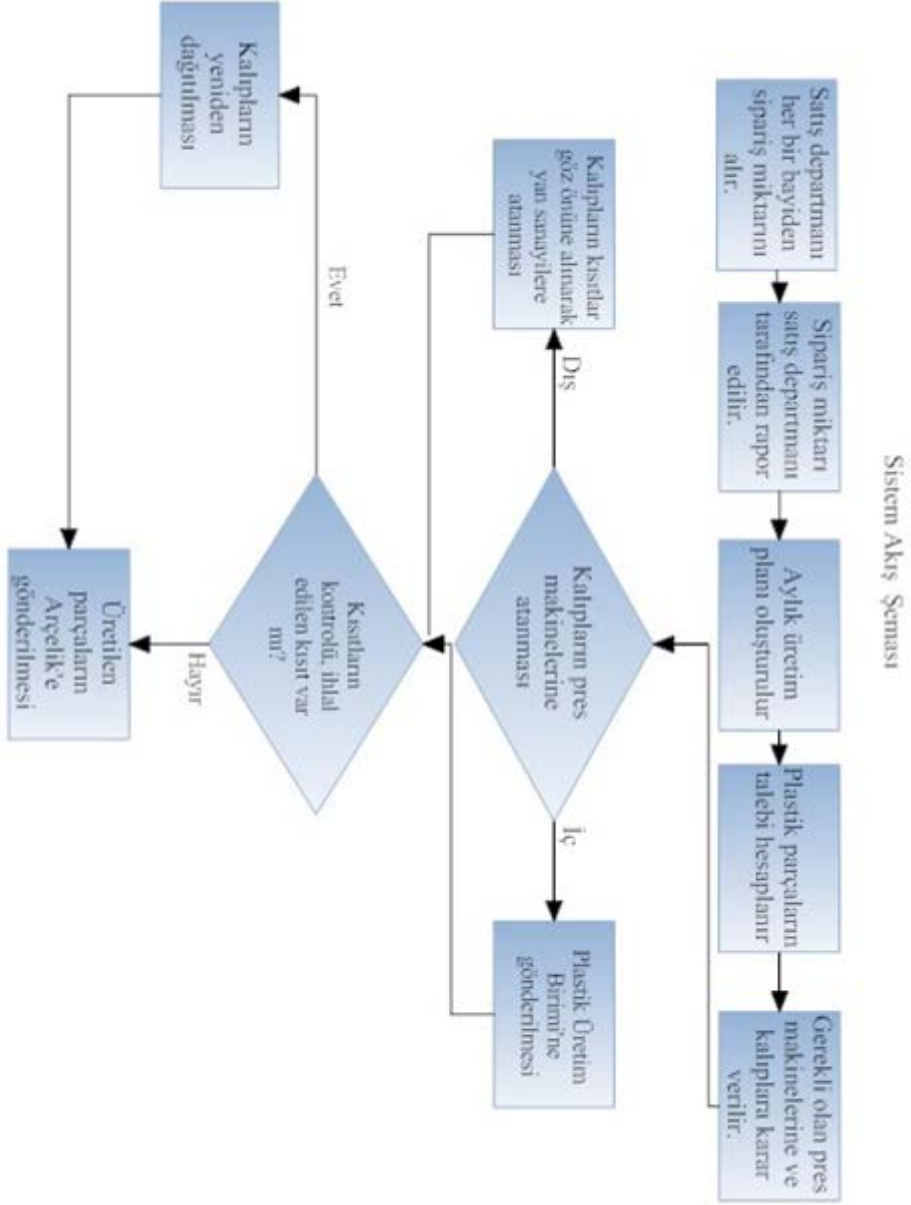 Sistem Akış Şeması
Satış departmanı
her bir bayiden
sipariş miktarını
alır.
Sipariş miktarı
satış departmanı
tarafından rapor
edilir.
Aylık üretim
planı oluşturulur
Plastik parçaların
talebi hesaplanır
Gerekli olan pres
makinelerine ve
kalıplara karar
verilir.
Kalıpların kısıtlar
göz önüne alınarak
yan sanayilere
atanması
Dış
Kalıpların pres
makinelerine
atanması
İç
Plastik Üretim
Birimi'ne
gönderilmesi
Kalıpların
yeniden
dağıtılması
Evet
Kısıtların
kontrolü, ihlal
edilen kısıt var
mı?
Hayır
Üretilen
parçaların
Arçelik'e
gönderilmesi